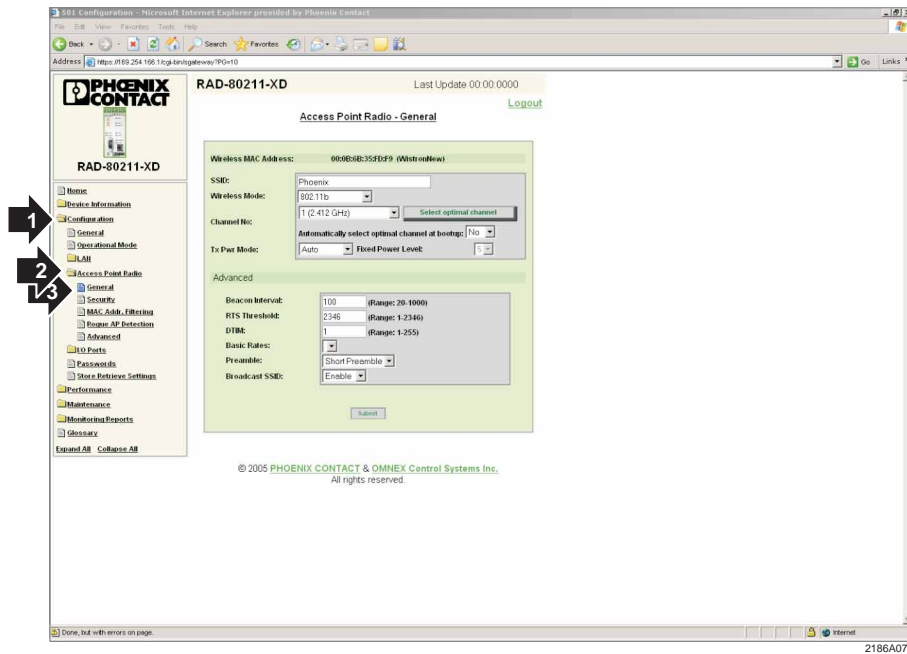 501 Configuration - Microsoft Internet Explorer provided by Phoenix Contact
File Edit View Favorites Tools Help
Back Search Favorites
Address https://169.254.166.1/cgi-bin/sgateway?PG=10 Go Links
PHŒNIX CONTACT
RAD-80211-XD
Home
Device Information
1 Configuration
General
Operational Mode
LAN
2 Access Point Radio
3 General
Security
MAC Addr. Filtering
Rogue AP Detection
Advanced
I/O Ports
Passwords
Store Retrieve Settings
Performance
Maintenance
Monitoring/Reports
Glossary
Expand All Collapse All
RAD-80211-XD Last Update 00:00:0000
Logout
Access Point Radio - General
Wireless MAC Address: 00:0B:6B:35:FD:F9 (WistronNew)
SSID: Phoenix
Wireless Mode: 802.11b
Channel No: 1 (2.412 GHz) Select optimal channel
Automatically select optimal channel at bootup: No
Tx Pwr Mode: Auto Fixed Power Level: 5
Advanced
Beacon Interval: 100 (Range: 20-1000)
RTS Threshold: 2346 (Range: 1-2346)
DTIM: 1 (Range: 1-255)
Basic Rates:
Preamble: Short Preamble
Broadcast SSID: Enable
Submit
© 2005 PHOENIX CONTACT & OMNEX Control Systems Inc.
All rights reserved.
Done, but with errors on page. Internet
2186A07